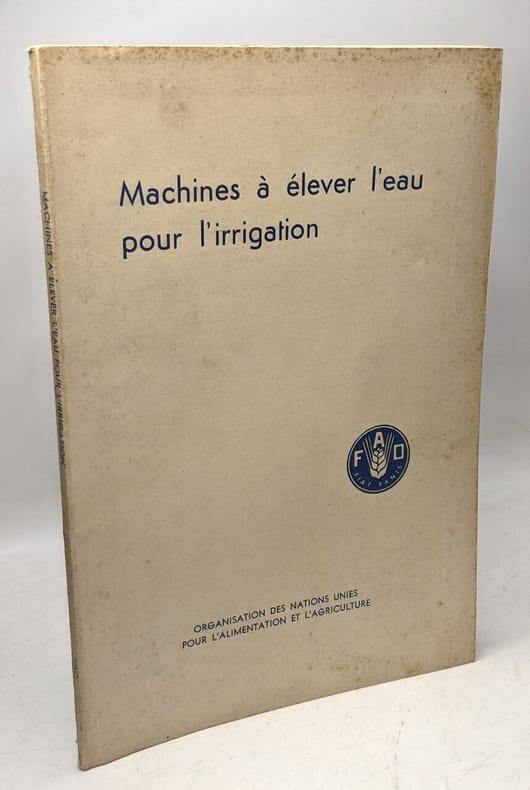 Machines à élever l'eau
pour l'irrigation
MACHINES A ÉLEVER L'EAU POUR L'IRRIGATION
FAO
FIAT PANIS
ORGANISATION DES NATIONS UNIES
POUR L'ALIMENTATION ET L'AGRICULTURE